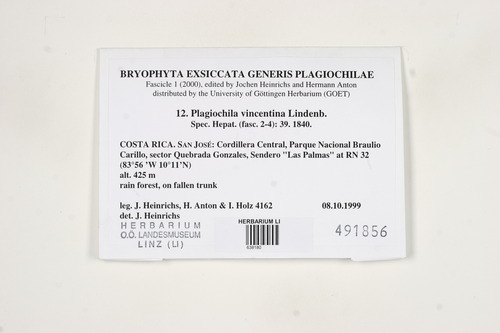 BRYOPHYTA EXSICCATA GENERIS PLAGIOCHILAE
Fascicle 1 (2000), edited by Jochen Heinrichs and Hermann Anton
distributed by the University of Göttingen Herbarium (GOET)
12. Plagiochila vincentina Lindenb.
Spec. Hepat. (fasc. 2-4): 39. 1840.
COSTA RICA. SAN JOSÉ: Cordillera Central, Parque Nacional Braulio
Carillo, sector Quebrada Gonzales, Sendero "Las Palmas" at RN 32
(83°56 'W 10°11'N)
alt. 425 m
rain forest, on fallen trunk
leg. J. Heinrichs, H. Anton & I. Holz 4162 08.10.1999
det. J. Heinrichs
HERBARIUM
O.Ö. LANDESMUSEUM
LINZ (LI)
HERBARIUM LI
638160
491856